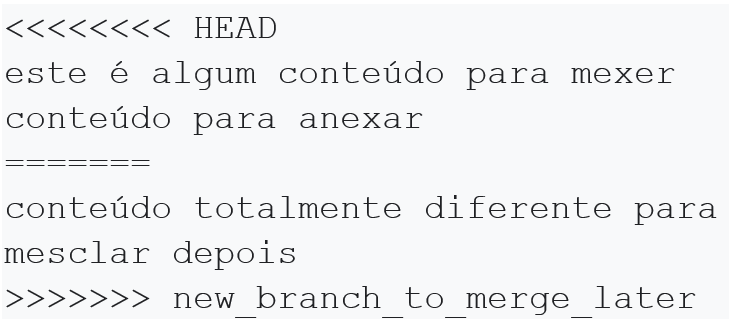 <<<<<<<< HEAD
este é algum conteúdo para mexer
conteúdo para anexar
=======
conteúdo totalmente diferente para
mesclar depois
>>>>>>> new_branch_to_merge_later